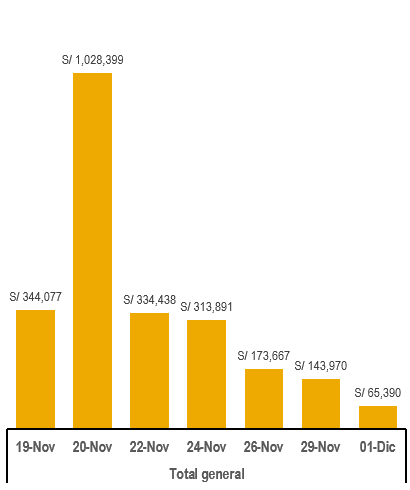 S/ 1,028,399
S/ 344,077
S/ 334,438
S/ 313,891
S/ 173,667
S/ 143,970
S/ 65,390
19-Nov 20-Nov 22-Nov 24-Nov 26-Nov 29-Nov 01-Dic
Total general